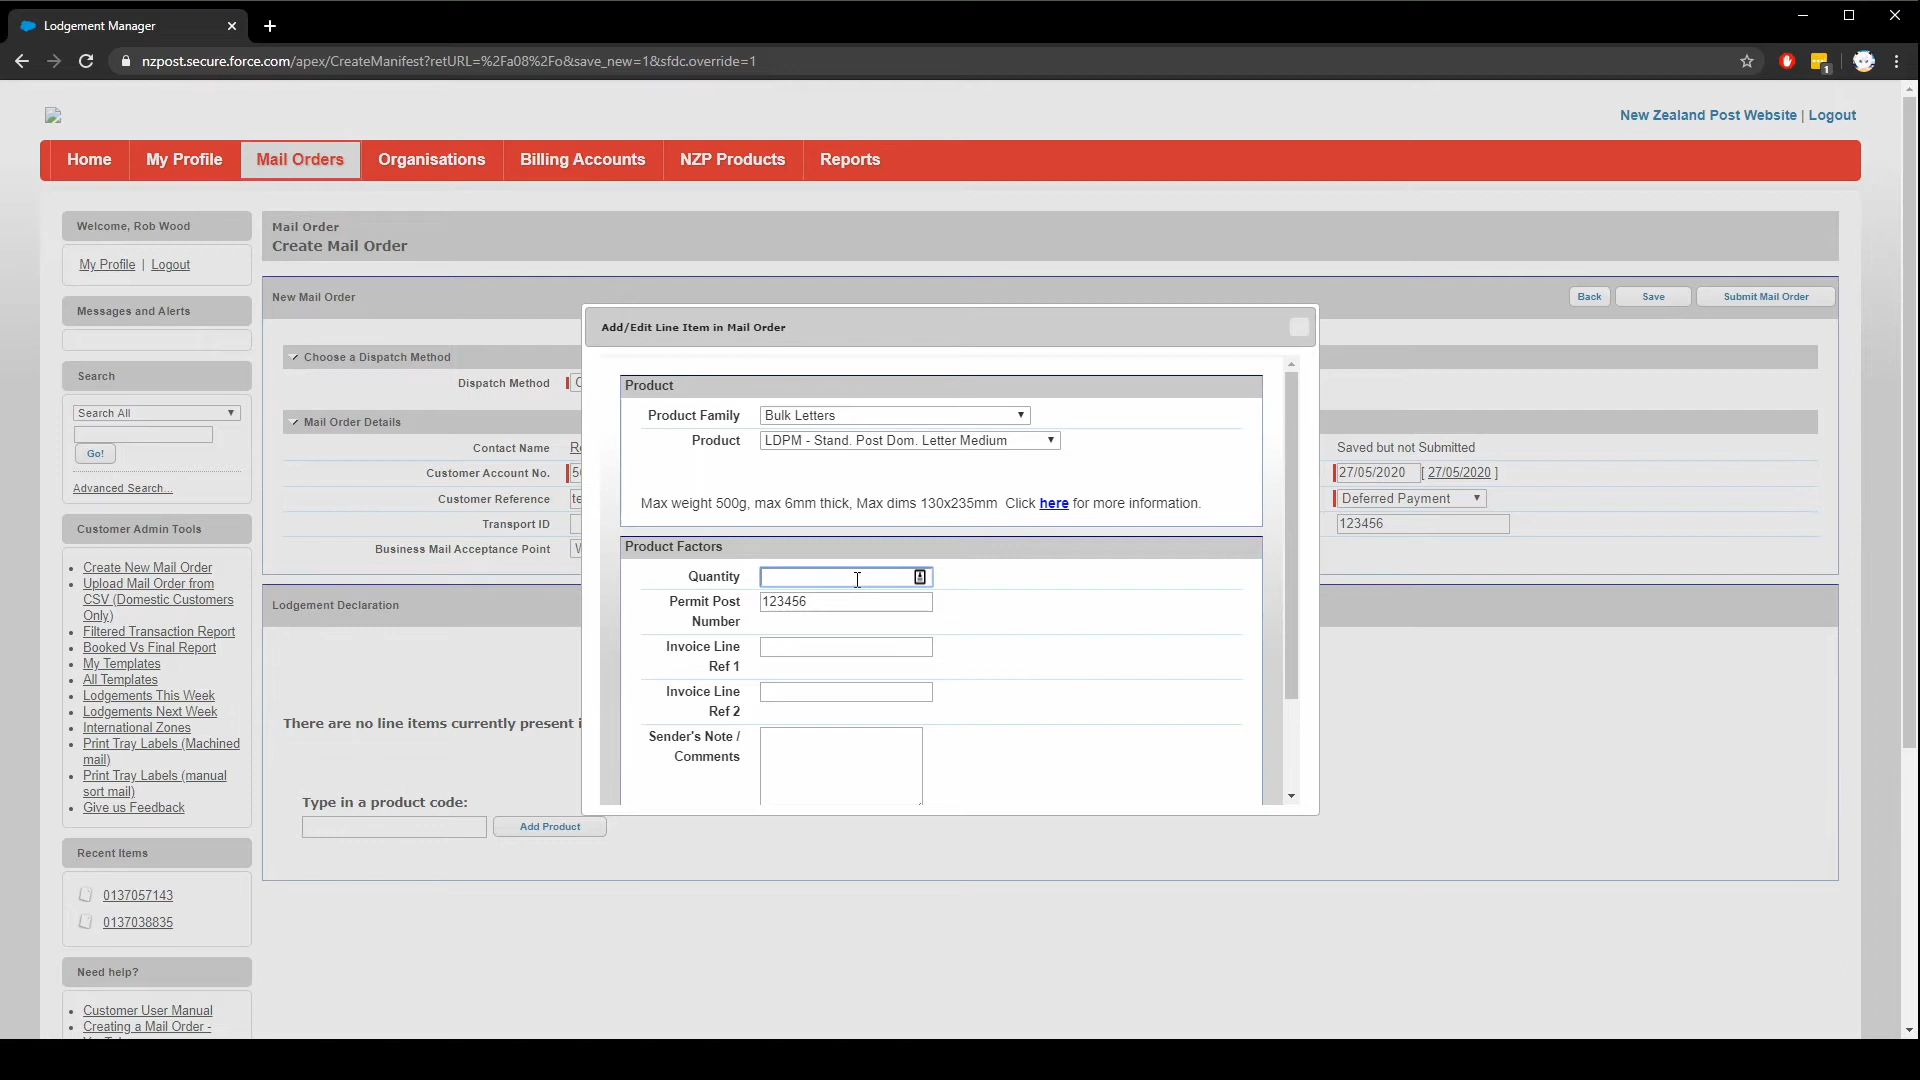 Lodgement Manager
nzpost.secure.force.com/apex/CreateManifest?retURL=%2Fa08%2Fo&save_new=1&sfdc.override=1
1
New Zealand Post Website | Logout
Home
My Profile
Mail Orders
Organisations
Billing Accounts
NZP Products
Reports
Welcome, Rob Wood
My Profile | Logout
Messages and Alerts
Search
Search All
Go!
Advanced Search...
Customer Admin Tools
Create New Mail Order
Upload Mail Order from
CSV (Domestic Customers
Only)
Filtered Transaction Report
Booked Vs Final Report
My Templates
All Templates
Lodgements This Week
Lodgements Next Week
International Zones
Print Tray Labels (Machined
mail)
Print Tray Labels (manual
sort mail)
Give us Feedback
Recent Items
0137057143
0137038835
Need help?
Customer User Manual
Creating a Mail Order -
Mail Order
Create Mail Order
New Mail Order
Back
Save
Submit Mail Order
Choose a Dispatch Method
Dispatch Method
Mail Order Details
Contact Name
Customer Account No.
Customer Reference
Transport ID
Business Mail Acceptance Point
Saved but not Submitted
27/05/2020 [ 27/05/2020 ]
Deferred Payment
123456
Lodgement Declaration
There are no line items currently present
Type in a product code:
Add Product
Add/Edit Line Item in Mail Order
Product
Product Family Bulk Letters
Product LDPM - Stand. Post Dom. Letter Medium
Max weight 500g, max 6mm thick, Max dims 130x235mm Click here for more information.
Product Factors
Quantity
Permit Post 123456
Number
Invoice Line
Ref 1
Invoice Line
Ref 2
Sender's Note /
Comments